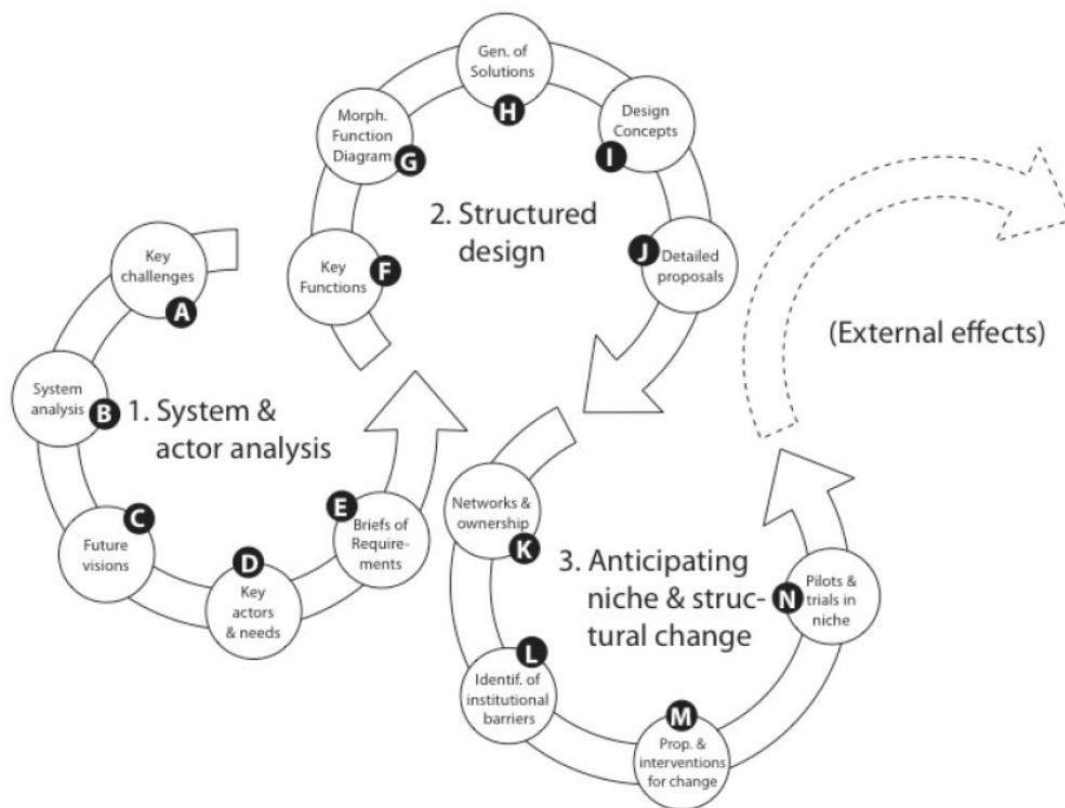 Key
challenges
A
System
analysis
B
1. System &
actor analysis
Future
visions
C
D
Key
actors
& needs
E
Briefs of
Require-
ments
Key
Functions
F
Morph.
Function
Diagram
G
Gen. of
Solutions
H
Design
Concepts
I
2. Structured
design
J
Detailed
proposals
Networks &
ownership
K
3. Anticipating
niche & struc-
tural change
L
Identif. of
institutional
barriers
M
Prop. &
interventions
for change
N
Pilots &
trials in
niche
(External effects)